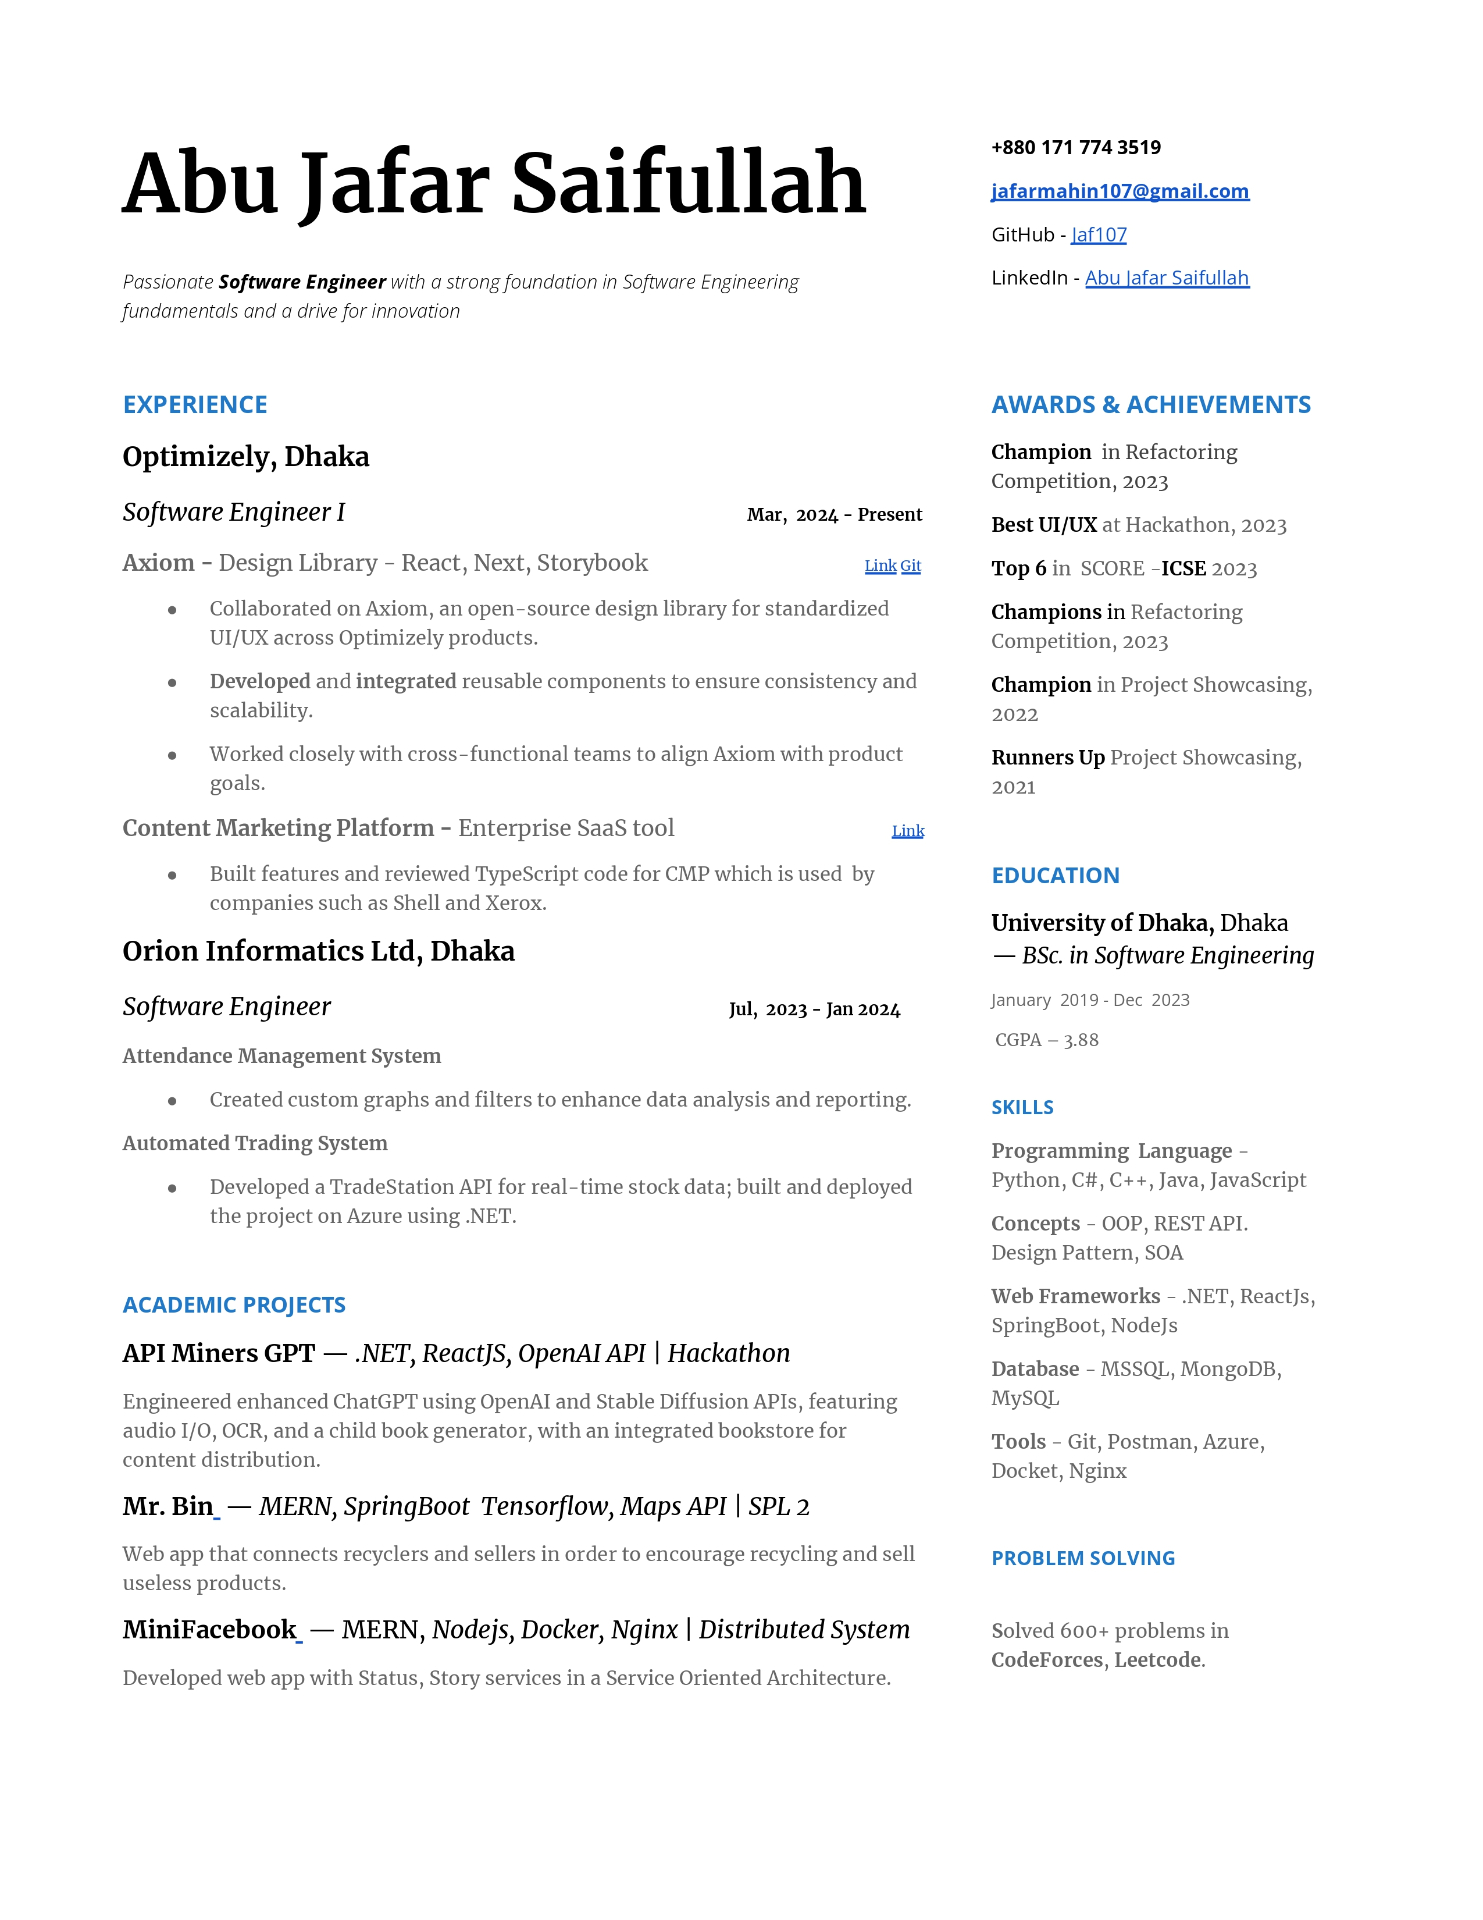 Abu Jafar Saifullah
Passionate Software Engineer with a strong foundation in Software Engineering
fundamentals and a drive for innovation
+880 171 774 3519
jafarmahin107@gmail.com
GitHub - Jaf107
LinkedIn - Abu Jafar Saifullah
EXPERIENCE
Optimizely, Dhaka
Software Engineer I Mar, 2024 - Present
Axiom - Design Library - React, Next, Storybook Link Git
● Collaborated on Axiom, an open-source design library for standardized
UI/UX across Optimizely products.
● Developed and integrated reusable components to ensure consistency and
scalability.
● Worked closely with cross-functional teams to align Axiom with product
goals.
Content Marketing Platform - Enterprise SaaS tool Link
● Built features and reviewed TypeScript code for CMP which is used by
companies such as Shell and Xerox.
Orion Informatics Ltd, Dhaka
Software Engineer Jul, 2023 - Jan 2024
Attendance Management System
● Created custom graphs and filters to enhance data analysis and reporting.
Automated Trading System
● Developed a TradeStation API for real-time stock data; built and deployed
the project on Azure using .NET.
ACADEMIC PROJECTS
API Miners GPT — .NET, ReactJS, OpenAI API | Hackathon
Engineered enhanced ChatGPT using OpenAI and Stable Diffusion APIs, featuring
audio I/O, OCR, and a child book generator, with an integrated bookstore for
content distribution.
Mr. Bin — MERN, SpringBoot Tensorflow, Maps API | SPL 2
Web app that connects recyclers and sellers in order to encourage recycling and sell
useless products.
MiniFacebook — MERN, Nodejs, Docker, Nginx | Distributed System
Developed web app with Status, Story services in a Service Oriented Architecture.
AWARDS & ACHIEVEMENTS
Champion in Refactoring
Competition, 2023
Best UI/UX at Hackathon, 2023
Top 6 in SCORE -ICSE 2023
Champions in Refactoring
Competition, 2023
Champion in Project Showcasing,
2022
Runners Up Project Showcasing,
2021
EDUCATION
University of Dhaka, Dhaka
— BSc. in Software Engineering
January 2019 - Dec 2023
CGPA – 3.88
SKILLS
Programming Language -
Python, C#, C++, Java, JavaScript
Concepts - OOP, REST API.
Design Pattern, SOA
Web Frameworks - .NET, ReactJs,
SpringBoot, NodeJs
Database - MSSQL, MongoDB,
MySQL
Tools - Git, Postman, Azure,
Docket, Nginx
PROBLEM SOLVING
Solved 600+ problems in
CodeForces, Leetcode.